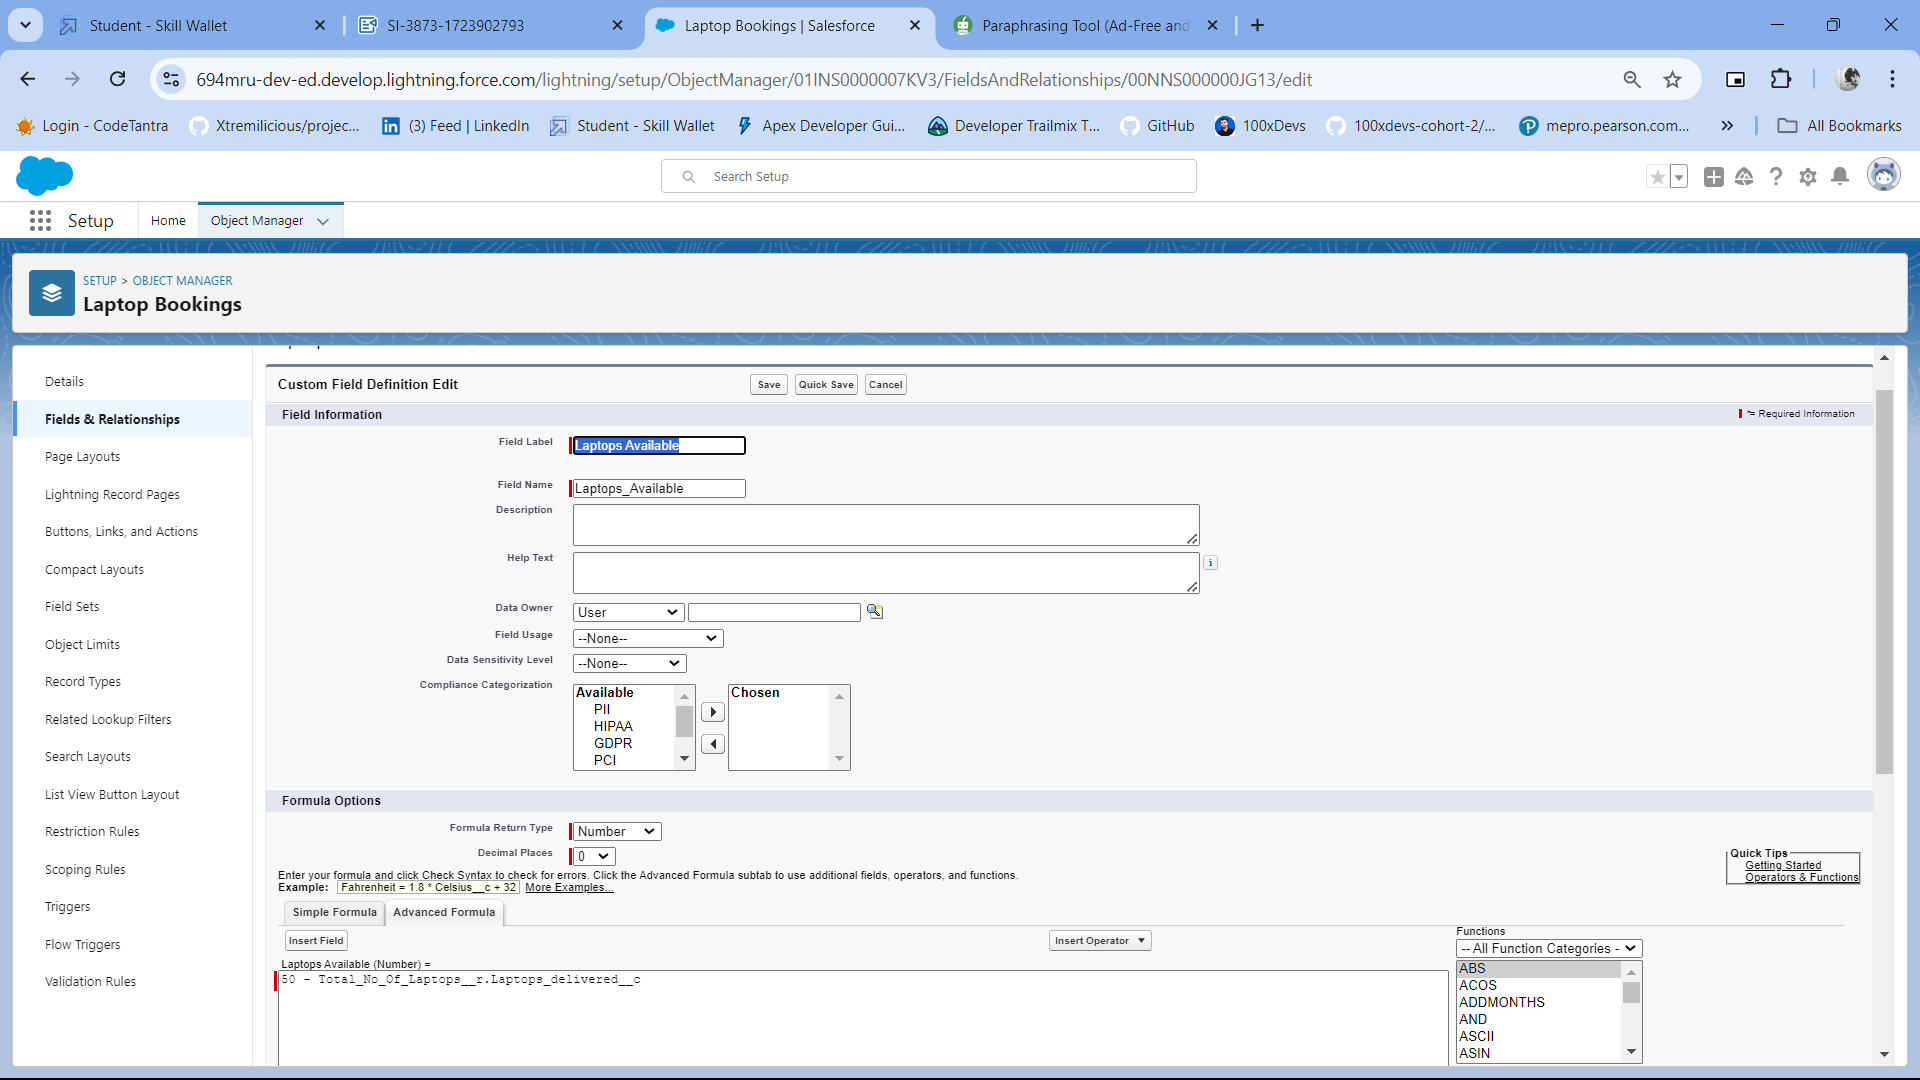 Student - Skill Wallet
SI-3873-1723902793
Laptop Bookings | Salesforce
Paraphrasing Tool (Ad-Free and
694mru-dev-ed.develop.lightning.force.com/lightning/setup/ObjectManager/01INS0000007KV3/FieldsAndRelationships/00NNS000000JG13/edit
Login - CodeTantra
Xtremilicious/projec...
(3) Feed | LinkedIn
Student - Skill Wallet
Apex Developer Gui...
Developer Trailmix T...
GitHub
100xDevs
100xdevs-cohort-2/...
mepro.pearson.com...
All Bookmarks
Search Setup
Setup
Home
Object Manager
SETUP > OBJECT MANAGER
Laptop Bookings
Details
Fields & Relationships
Page Layouts
Lightning Record Pages
Buttons, Links, and Actions
Compact Layouts
Field Sets
Object Limits
Record Types
Related Lookup Filters
Search Layouts
List View Button Layout
Restriction Rules
Scoping Rules
Triggers
Flow Triggers
Validation Rules
Custom Field Definition Edit
Save
Quick Save
Cancel
Field Information
= Required Information
Field Label
Laptops Available
Field Name
Laptops_Available
Description
Help Text
i
Data Owner
User
Field Usage
--None--
Data Sensitivity Level
--None--
Compliance Categorization
Available
PII
HIPAA
GDPR
PCI
Chosen
Formula Options
Formula Return Type
Number
Decimal Places
0
Enter your formula and click Check Syntax to check for errors. Click the Advanced Formula subtab to use additional fields, operators, and functions.
Example: Fahrenheit = 1.8 * Celsius__c + 32 More Examples...
Quick Tips
Getting Started
Operators & Functions
Simple Formula
Advanced Formula
Insert Field
Insert Operator
Functions
-- All Function Categories -
Laptops Available (Number) =
50 - Total_No_Of_Laptops__r.Laptops_delivered__c
ABS
ACOS
ADDMONTHS
AND
ASCII
ASIN